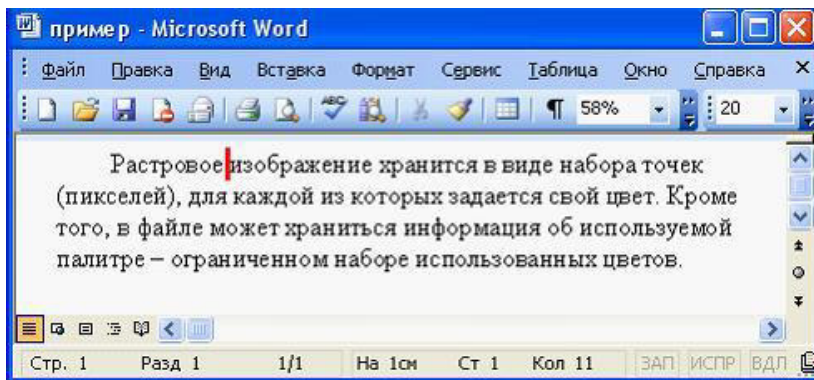 пример - Microsoft Word
Файл Правка Вид Вставка Формат Сервис Таблица Окно Справка
58% 20
Растровое изображение хранится в виде набора точек
(пикселей), для каждой из которых задается свой цвет. Кроме
того, в файле может храниться информация об используемой
палитре – ограниченном наборе использованных цветов.
Стр. 1 Разд 1 1/1 На 1см Ст 1 Кол 11 ЗАП ИСПР ВДЛ